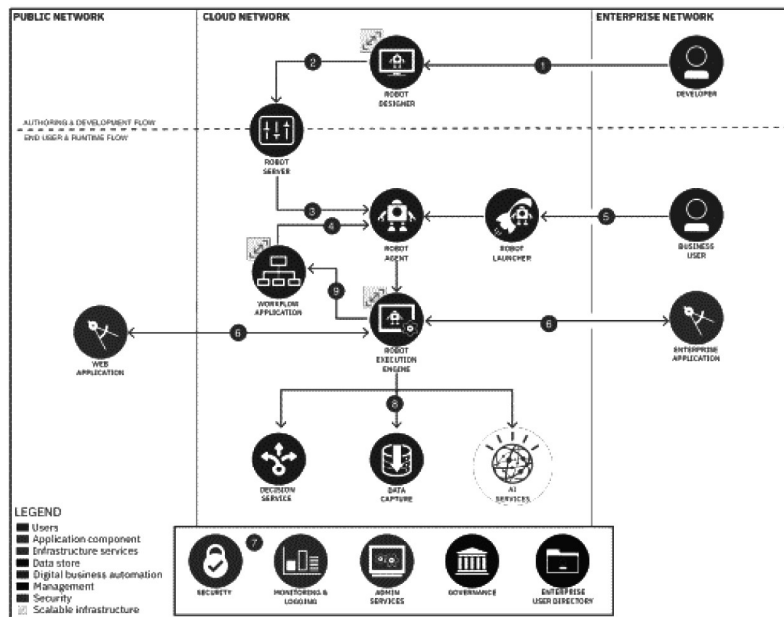 PUBLIC NETWORK
CLOUD NETWORK
ENTERPRISE NETWORK
2
1
ROBOT
DESIGNER
DEVELOPER
AUTHORING & DEVELOPMENT FLOW
END USER & RUNTIME FLOW
ROBOT
SERVER
3
4
5
ROBOT
AGENT
ROBOT
LAUNCHER
BUSINESS
USER
WORKFLOW
APPLICATION
9
6
6
WEB
APPLICATION
ROBOT
EXECUTION
ENGINE
ENTERPRISE
APPLICATION
8
DECISION
SERVICE
DATA
CAPTURE
AI
SERVICES
LEGEND
Users
Application component
Infrastructure services
Data store
Digital business automation
Management
Security
Scalable infrastructure
7
SECURITY
MONITORING &
LOGGING
ADMIN
SERVICES
GOVERNANCE
ENTERPRISE
USER DIRECTORY